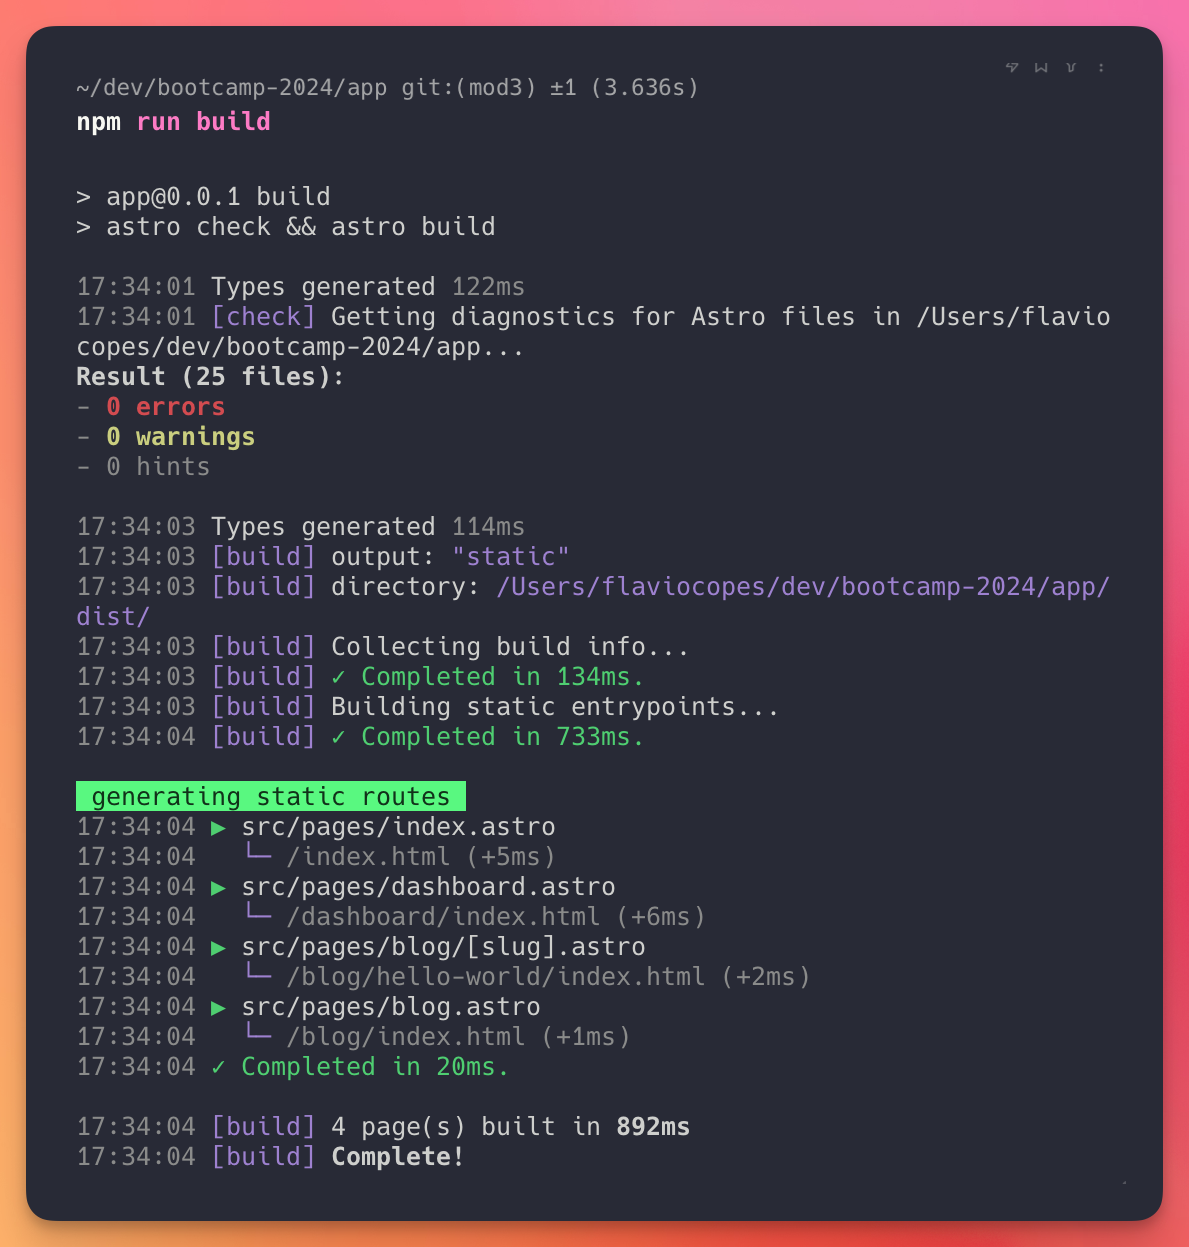 ~/dev/bootcamp-2024/app git:(mod3) ±1 (3.636s)
npm run build
> app@0.0.1 build
> astro check && astro build
17:34:01 Types generated 122ms
17:34:01 [check] Getting diagnostics for Astro files in /Users/flavio
copes/dev/bootcamp-2024/app...
Result (25 files):
- 0 errors
- 0 warnings
- 0 hints
17:34:03 Types generated 114ms
17:34:03 [build] output: "static"
17:34:03 [build] directory: /Users/flaviocopes/dev/bootcamp-2024/app/
dist/
17:34:03 [build] Collecting build info...
17:34:03 [build] ✓ Completed in 134ms.
17:34:03 [build] Building static entrypoints...
17:34:04 [build] ✓ Completed in 733ms.
generating static routes
17:34:04 ▶ src/pages/index.astro
17:34:04   └─ /index.html (+5ms)
17:34:04 ▶ src/pages/dashboard.astro
17:34:04   └─ /dashboard/index.html (+6ms)
17:34:04 ▶ src/pages/blog/[slug].astro
17:34:04   └─ /blog/hello-world/index.html (+2ms)
17:34:04 ▶ src/pages/blog.astro
17:34:04   └─ /blog/index.html (+1ms)
17:34:04 ✓ Completed in 20ms.
17:34:04 [build] 4 page(s) built in 892ms
17:34:04 [build] Complete!